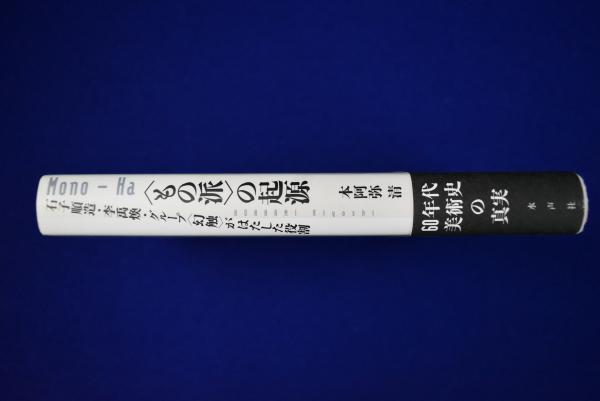 Mono-Ha
〈もの派〉の起源
石子順造・李禹煥・グループ〈幻触〉がはたした役割
本阿弥清
60年代
美術史
の
真実
水声社